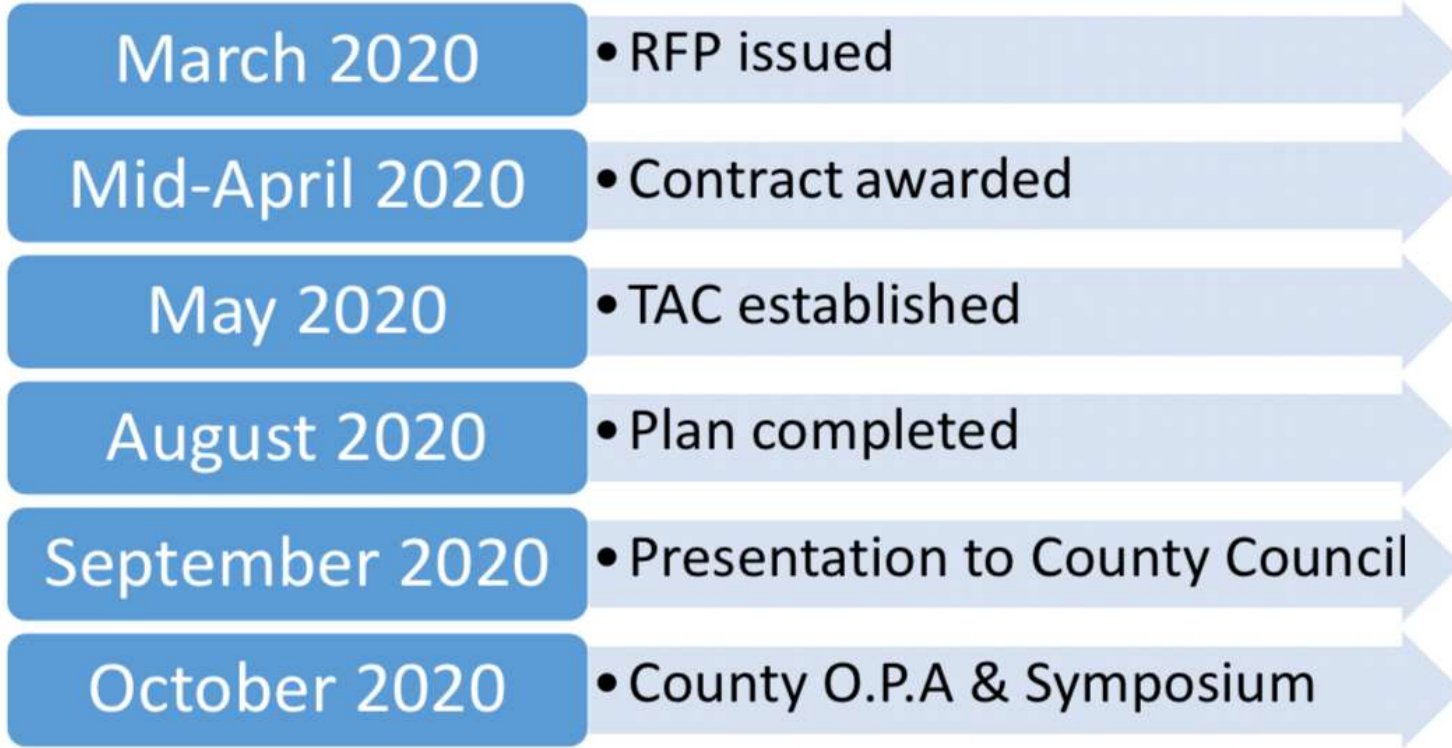 March 2020
• RFP issued
Mid-April 2020
• Contract awarded
May 2020
• TAC established
August 2020
• Plan completed
September 2020
• Presentation to County Council
October 2020
• County O.P.A & Symposium